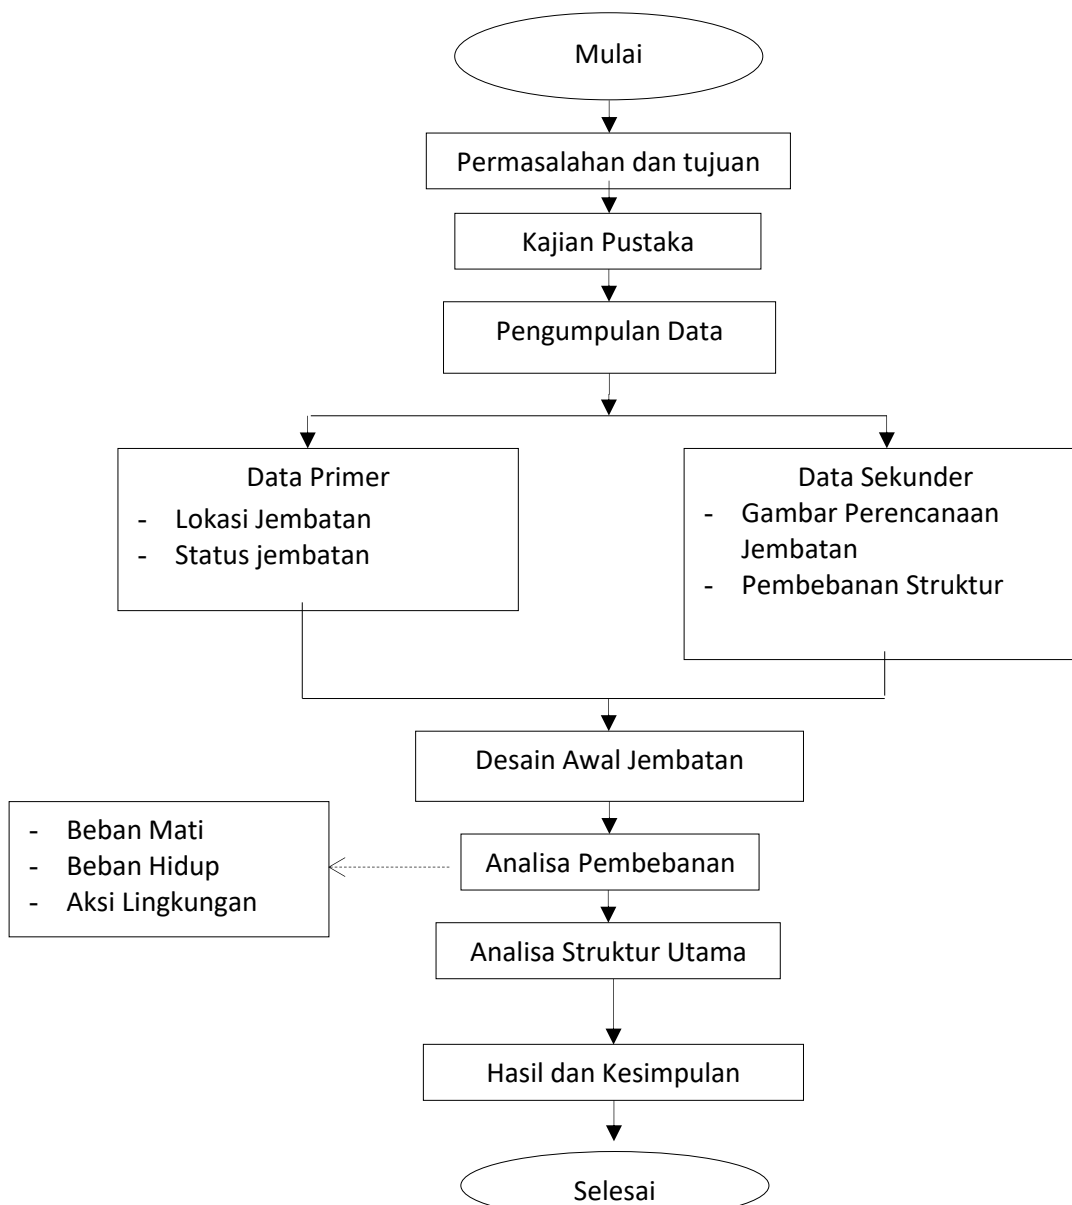 Mulai
Permasalahan dan tujuan
Kajian Pustaka
Pengumpulan Data
Data Primer
- Lokasi Jembatan
- Status jembatan
Data Sekunder
- Gambar Perencanaan
Jembatan
- Pembebanan Struktur
Desain Awal Jembatan
- Beban Mati
- Beban Hidup
- Aksi Lingkungan
Analisa Pembebanan
Analisa Struktur Utama
Hasil dan Kesimpulan
Selesai